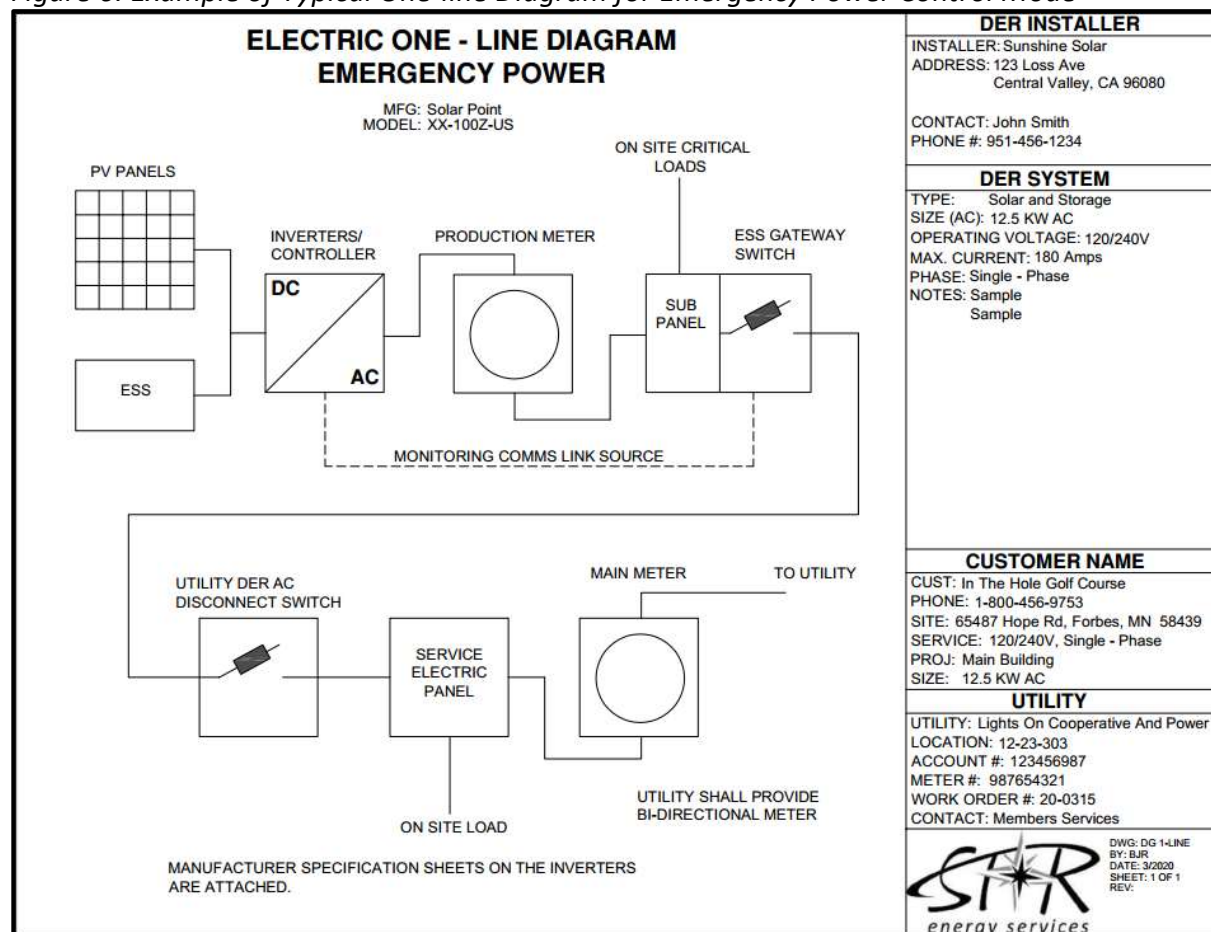 Figure 6: Example of Typical One-line Diagram for Emergency Power Control Mode
ELECTRIC ONE - LINE DIAGRAM
EMERGENCY POWER
MFG: Solar Point
MODEL: XX-100Z-US
ON SITE CRITICAL
LOADS
PV PANELS
INVERTERS/
CONTROLLER
PRODUCTION METER
ESS GATEWAY
SWITCH
DC
AC
SUB
PANEL
ESS
MONITORING COMMS LINK SOURCE
UTILITY DER AC
DISCONNECT SWITCH
MAIN METER
TO UTILITY
SERVICE
ELECTRIC
PANEL
ON SITE LOAD
UTILITY SHALL PROVIDE
BI-DIRECTIONAL METER
MANUFACTURER SPECIFICATION SHEETS ON THE INVERTERS
ARE ATTACHED.
DER INSTALLER
INSTALLER: Sunshine Solar
ADDRESS: 123 Loss Ave
Central Valley, CA 96080
CONTACT: John Smith
PHONE #: 951-456-1234
DER SYSTEM
TYPE: Solar and Storage
SIZE (AC): 12.5 KW AC
OPERATING VOLTAGE: 120/240V
MAX. CURRENT: 180 Amps
PHASE: Single - Phase
NOTES: Sample
Sample
CUSTOMER NAME
CUST: In The Hole Golf Course
PHONE: 1-800-456-9753
SITE: 65487 Hope Rd, Forbes, MN 58439
SERVICE: 120/240V, Single - Phase
PROJ: Main Building
SIZE: 12.5 KW AC
UTILITY
UTILITY: Lights On Cooperative And Power
LOCATION: 12-23-303
ACCOUNT #: 123456987
METER #: 987654321
WORK ORDER #: 20-0315
CONTACT: Members Services
STAR
energy services
DWG: DG 1-LINE
BY: BJR
DATE: 3/2020
SHEET: 1 OF 1
REV: